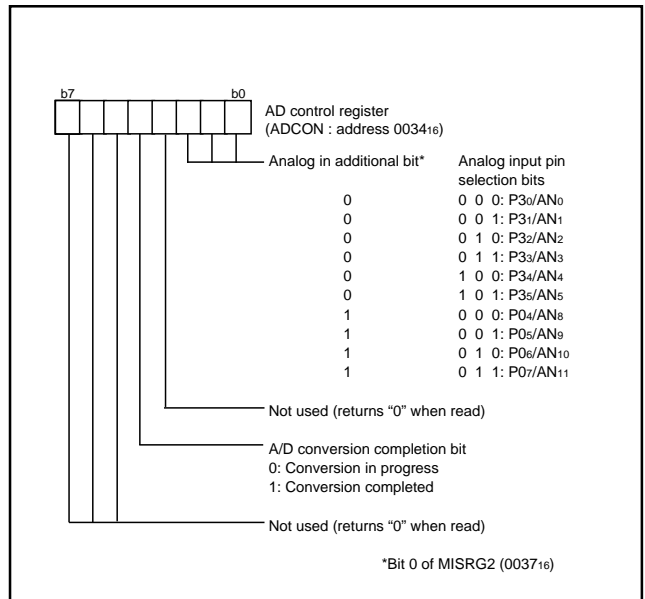 b7 b0
AD control register
(ADCON : address 003416)
Analog in additional bit* Analog input pin
selection bits
0 0 0 0: P30/AN0
0 0 0 1: P31/AN1
0 0 1 0: P32/AN2
0 0 1 1: P33/AN3
0 1 0 0: P34/AN4
0 1 0 1: P35/AN5
1 0 0 0: P04/AN8
1 0 0 1: P05/AN9
1 0 1 0: P06/AN10
1 0 1 1: P07/AN11
Not used (returns “0” when read)
A/D conversion completion bit
0: Conversion in progress
1: Conversion completed
Not used (returns “0” when read)
*Bit 0 of MISRG2 (003716)